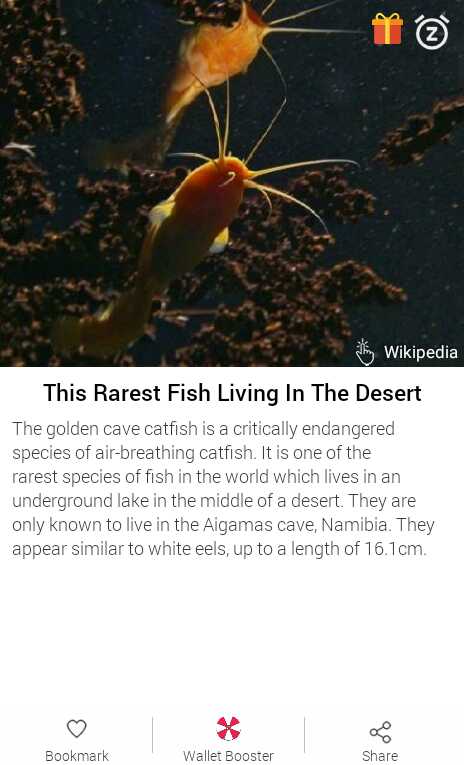 Wikipedia
This Rarest Fish Living In The Desert
The golden cave catfish is a critically endangered
species of air-breathing catfish. It is one of the
rarest species of fish in the world which lives in an
underground lake in the middle of a desert. They are
only known to live in the Aigamas cave, Namibia. They
appear similar to white eels, up to a length of 16.1cm.
Bookmark
Wallet Booster
Share